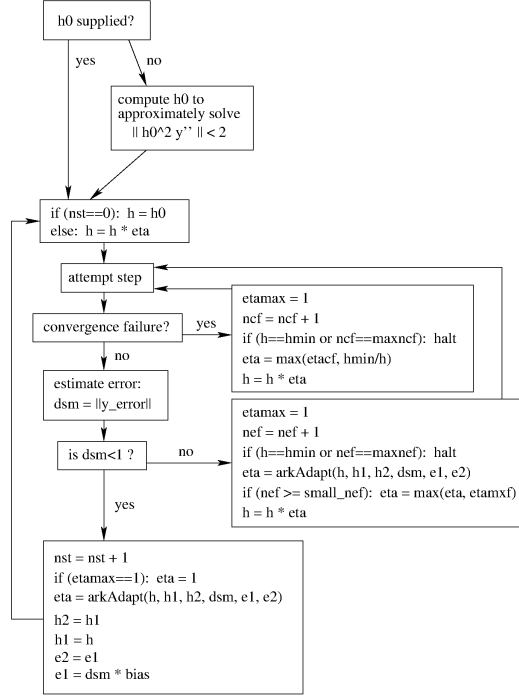 h0 supplied?
yes
no
compute h0 to
approximately solve
|| h0^2 y’’ || < 2
if (nst==0):  h = h0
else:  h = h * eta
attempt step
convergence failure?
yes
etamax = 1
ncf = ncf + 1
if (h==hmin or ncf==maxncf):  halt
eta = max(etacf, hmin/h)
h = h * eta
no
estimate error:
dsm = ||y_error||
is dsm<1 ?
no
etamax = 1
nef = nef + 1
if (h==hmin or nef==maxnef):  halt
eta = arkAdapt(h, h1, h2, dsm, e1, e2)
if (nef >= small_nef):  eta = max(eta, etamxf)
h = h * eta
yes
nst = nst + 1
if (etamax==1):  eta = 1
eta = arkAdapt(h, h1, h2, dsm, e1, e2)
h2 = h1
h1 = h
e2 = e1
e1 = dsm * bias